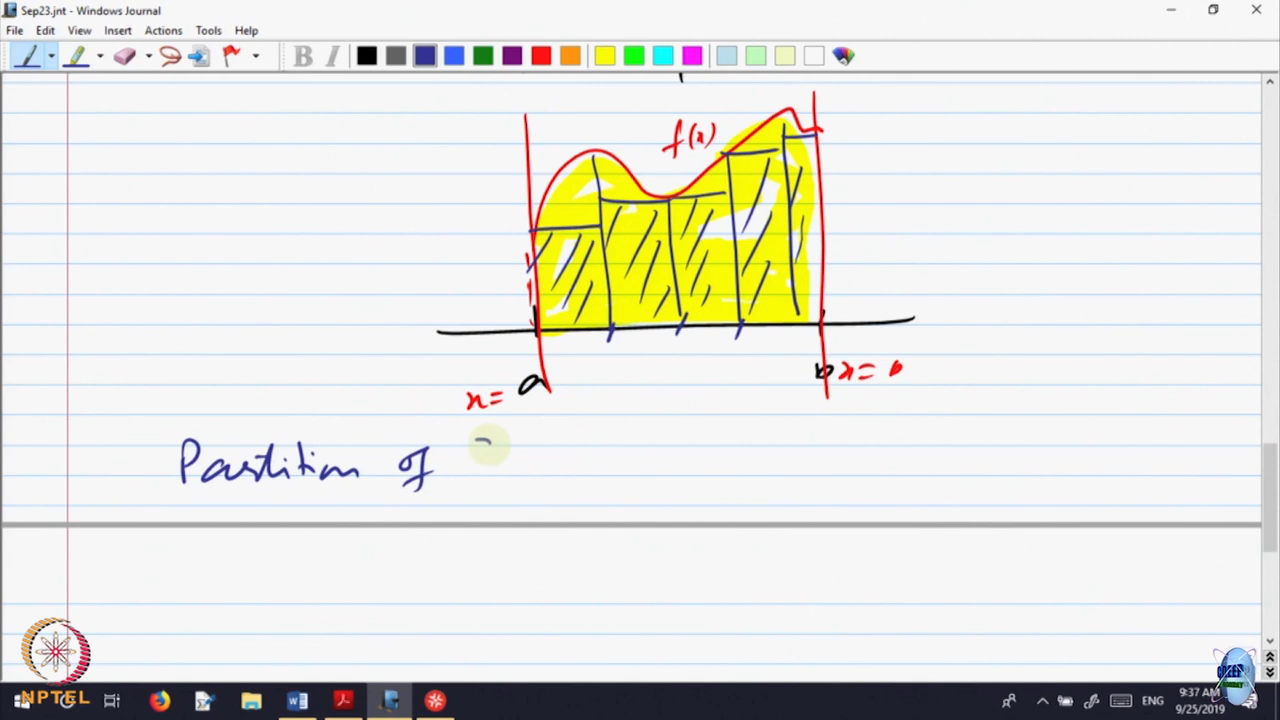 Sep23.jnt - Windows Journal
File Edit View Insert Actions Tools Help
B I
f(x)
a
x=
b x=
Partition of
NPTEL
ENG
9:37 AM
9/25/2019